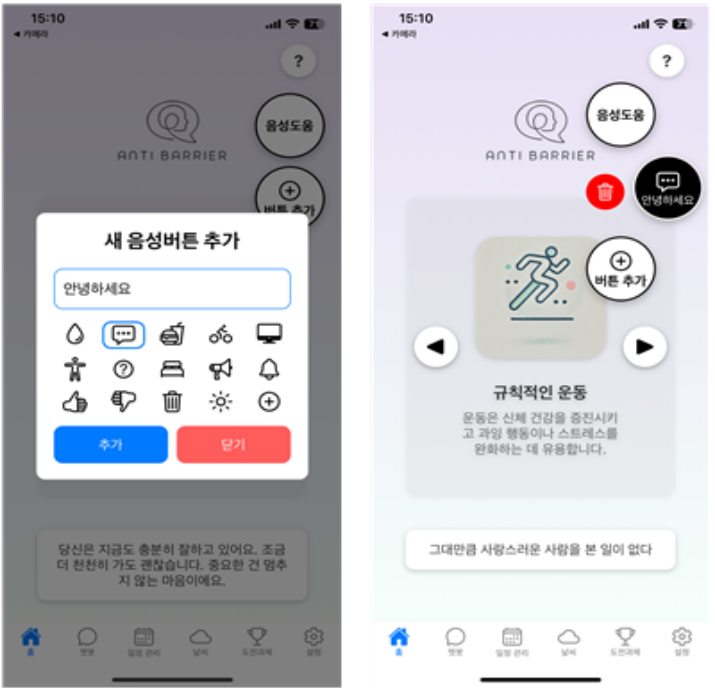 15:10
◀ 카메라
?
음성도움
ANTI BARRIER
버튼 추가
새 음성버튼 추가
안녕하세요
추가
닫기
당신은 지금도 충분히 잘하고 있어요. 조금
더 천천히 가도 괜찮습니다. 중요한 건 멈추
지 않는 마음이에요.
홈
챗봇
일정 관리
날씨
도전과제
설정
15:10
◀ 카메라
?
음성도움
ANTI BARRIER
안녕하세요
버튼 추가
규칙적인 운동
운동은 신체 건강을 증진시키
고 과잉 행동이나 스트레스를
완화하는 데 유용합니다.
그대만큼 사랑스러운 사람을 본 일이 없다
홈
챗봇
일정 관리
날씨
도전과제
설정